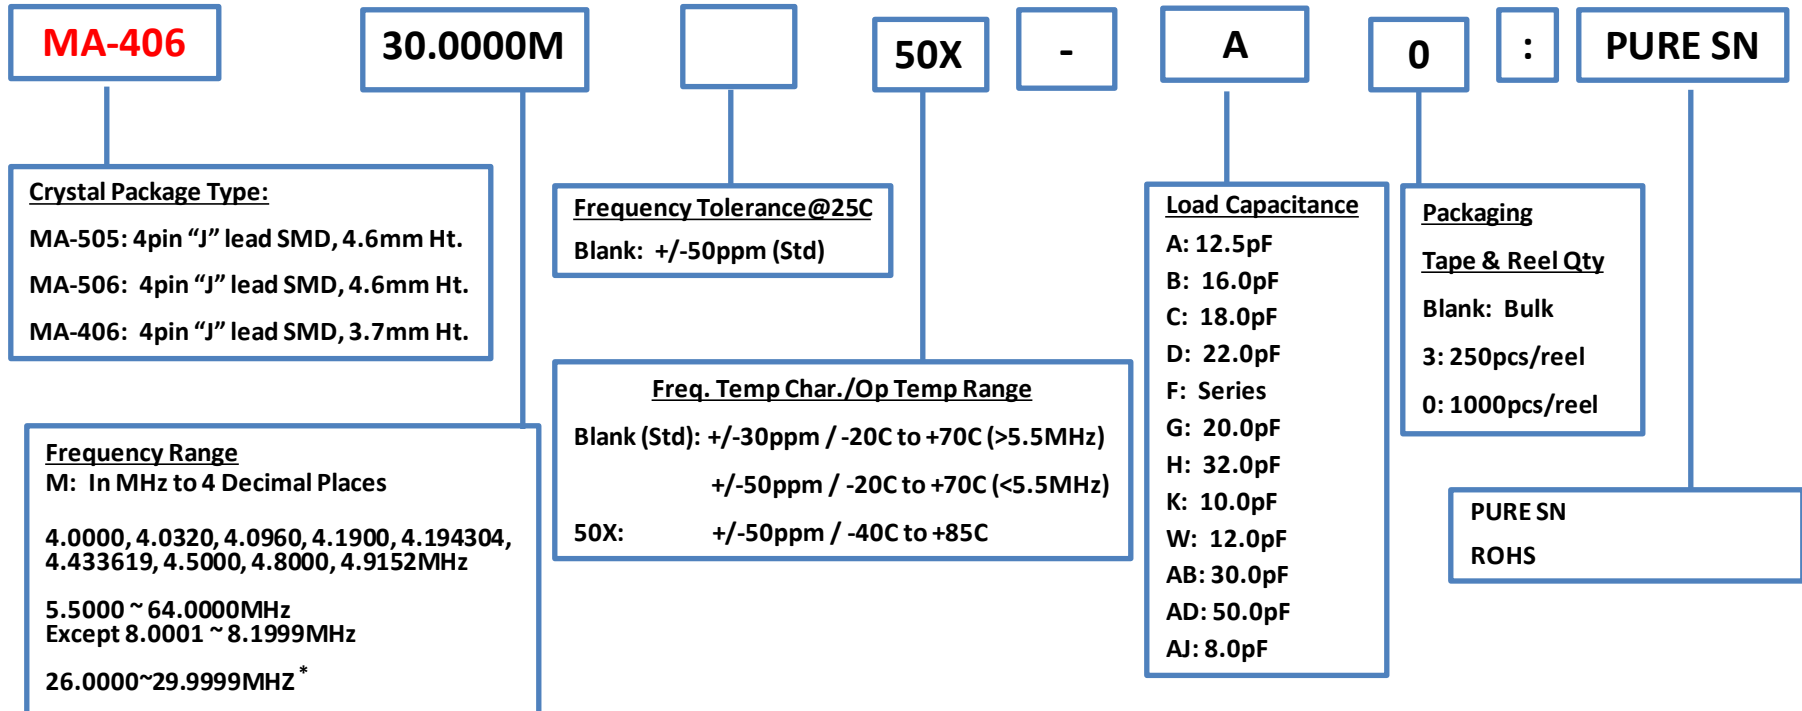 MA-406 30.0000M 50X - A 0 : PURE SN
Crystal Package Type:
MA-505: 4pin “J” lead SMD, 4.6mm Ht.
MA-506: 4pin “J” lead SMD, 4.6mm Ht.
MA-406: 4pin “J” lead SMD, 3.7mm Ht.
Frequency Range
M: In MHz to 4 Decimal Places
4.0000, 4.0320, 4.0960, 4.1900, 4.194304,
4.433619, 4.5000, 4.8000, 4.9152MHz
5.5000 ~ 64.0000MHz
Except 8.0001 ~ 8.1999MHz
26.0000~29.9999MHZ*
Frequency Tolerance@25C
Blank: +/-50ppm (Std)
Freq. Temp Char./Op Temp Range
Blank (Std): +/-30ppm / -20C to +70C (>5.5MHz)
+/-50ppm / -20C to +70C (<5.5MHz)
50X: +/-50ppm / -40C to +85C
Load Capacitance
A: 12.5pF
B: 16.0pF
C: 18.0pF
D: 22.0pF
F: Series
G: 20.0pF
H: 32.0pF
K: 10.0pF
W: 12.0pF
AB: 30.0pF
AD: 50.0pF
AJ: 8.0pF
Packaging
Tape & Reel Qty
Blank: Bulk
3: 250pcs/reel
0: 1000pcs/reel
PURE SN
ROHS